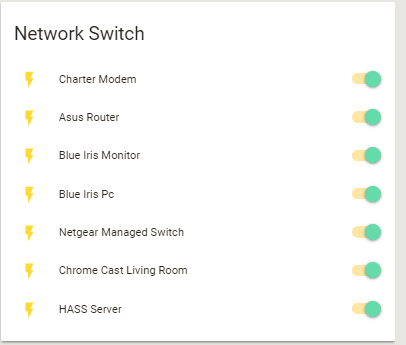 Network Switch
Charter Modem
Asus Router
Blue Iris Monitor
Blue Iris Pc
Netgear Managed Switch
Chrome Cast Living Room
HASS Server